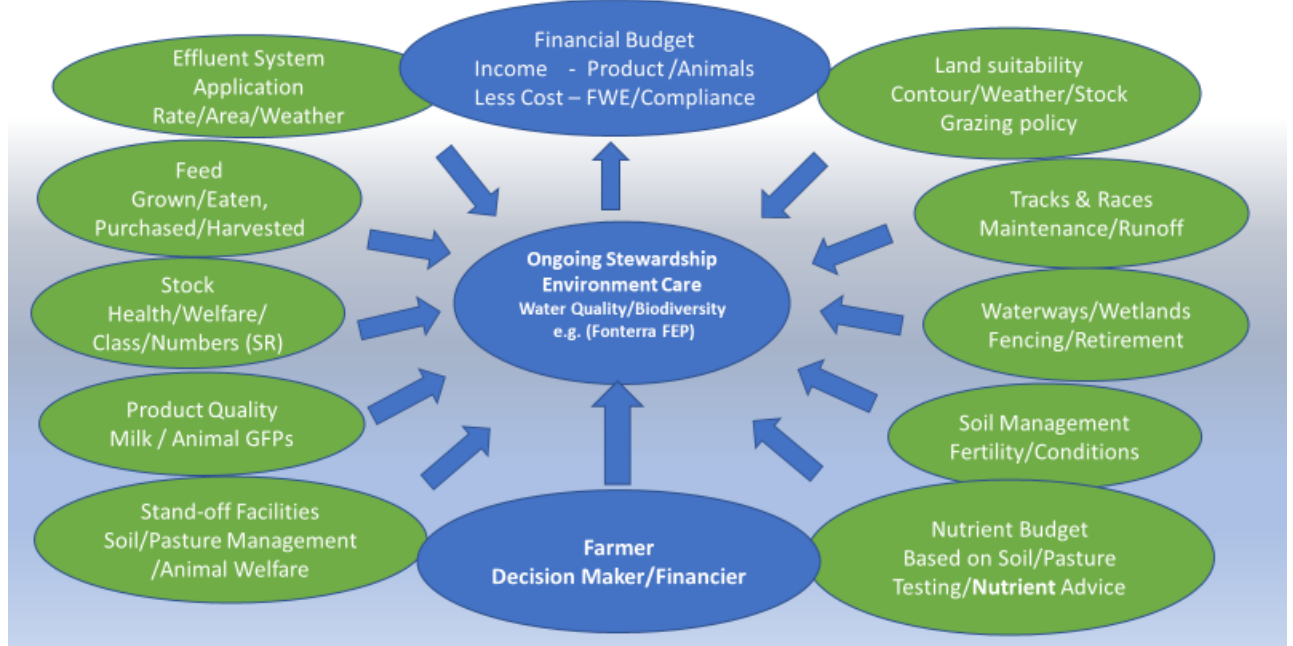 Effluent System
Application
Rate/Area/Weather
Financial Budget
Income - Product /Animals
Less Cost – FWE/Compliance
Land suitability
Contour/Weather/Stock
Grazing policy
Feed
Grown/Eaten,
Purchased/Harvested
Tracks & Races
Maintenance/Runoff
Ongoing Stewardship
Environment Care
Water Quality/Biodiversity
e.g. (Fonterra FEP)
Stock
Health/Welfare/
Class/Numbers (SR)
Waterways/Wetlands
Fencing/Retirement
Product Quality
Milk / Animal GFPs
Soil Management
Fertility/Conditions
Stand-off Facilities
Soil/Pasture Management
/Animal Welfare
Farmer
Decision Maker/Financier
Nutrient Budget
Based on Soil/Pasture
Testing/Nutrient Advice